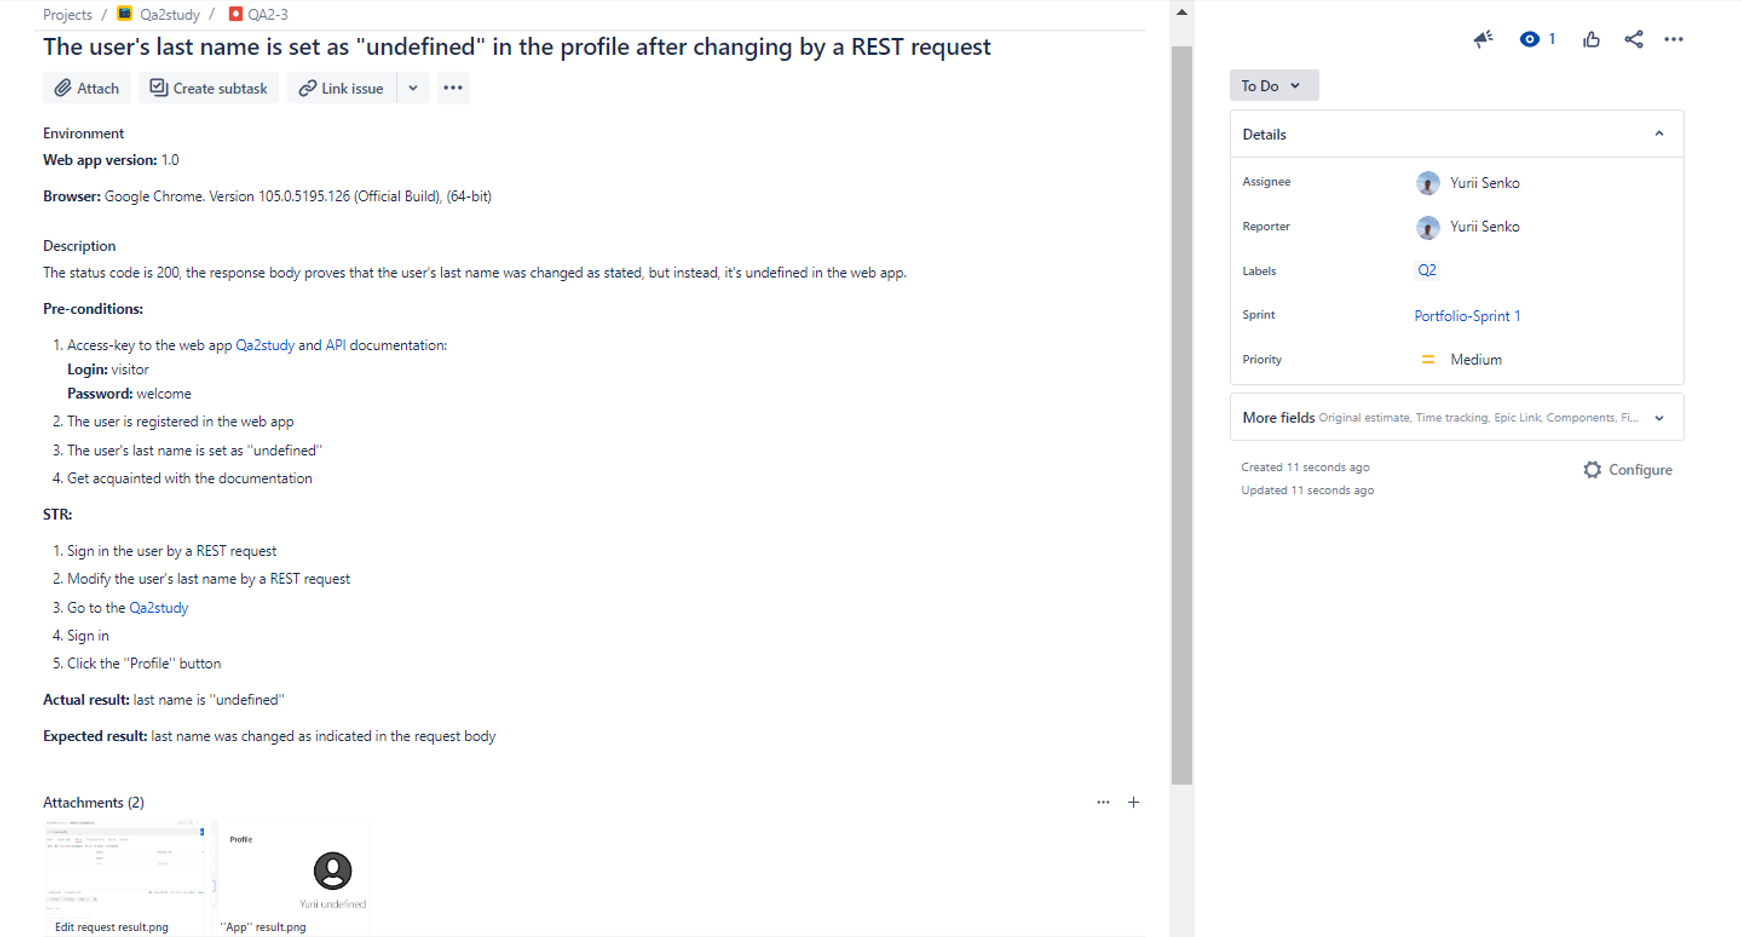 Projects / Qa2study / QA2-3
The user's last name is set as "undefined" in the profile after changing by a REST request
Attach Create subtask Link issue
Environment
Web app version: 1.0
Browser: Google Chrome. Version 105.0.5195.126 (Official Build), (64-bit)
Description
The status code is 200, the response body proves that the user's last name was changed as stated, but instead, it's undefined in the web app.
Pre-conditions:
1. Access-key to the web app Qa2study and API documentation:
Login: visitor
Password: welcome
2. The user is registered in the web app
3. The user's last name is set as "undefined"
4. Get acquainted with the documentation
STR:
1. Sign in the user by a REST request
2. Modify the user's last name by a REST request
3. Go to the Qa2study
4. Sign in
5. Click the "Profile" button
Actual result: last name is "undefined"
Expected result: last name was changed as indicated in the request body
Attachments (2)
Profile
Yurii undefined
Edit request result.png
"App" result.png
1
To Do
Details
Assignee Yurii Senko
Reporter Yurii Senko
Labels Q2
Sprint Portfolio-Sprint 1
Priority Medium
More fields Original estimate, Time tracking, Epic Link, Components, Fi...
Created 11 seconds ago
Configure
Updated 11 seconds ago